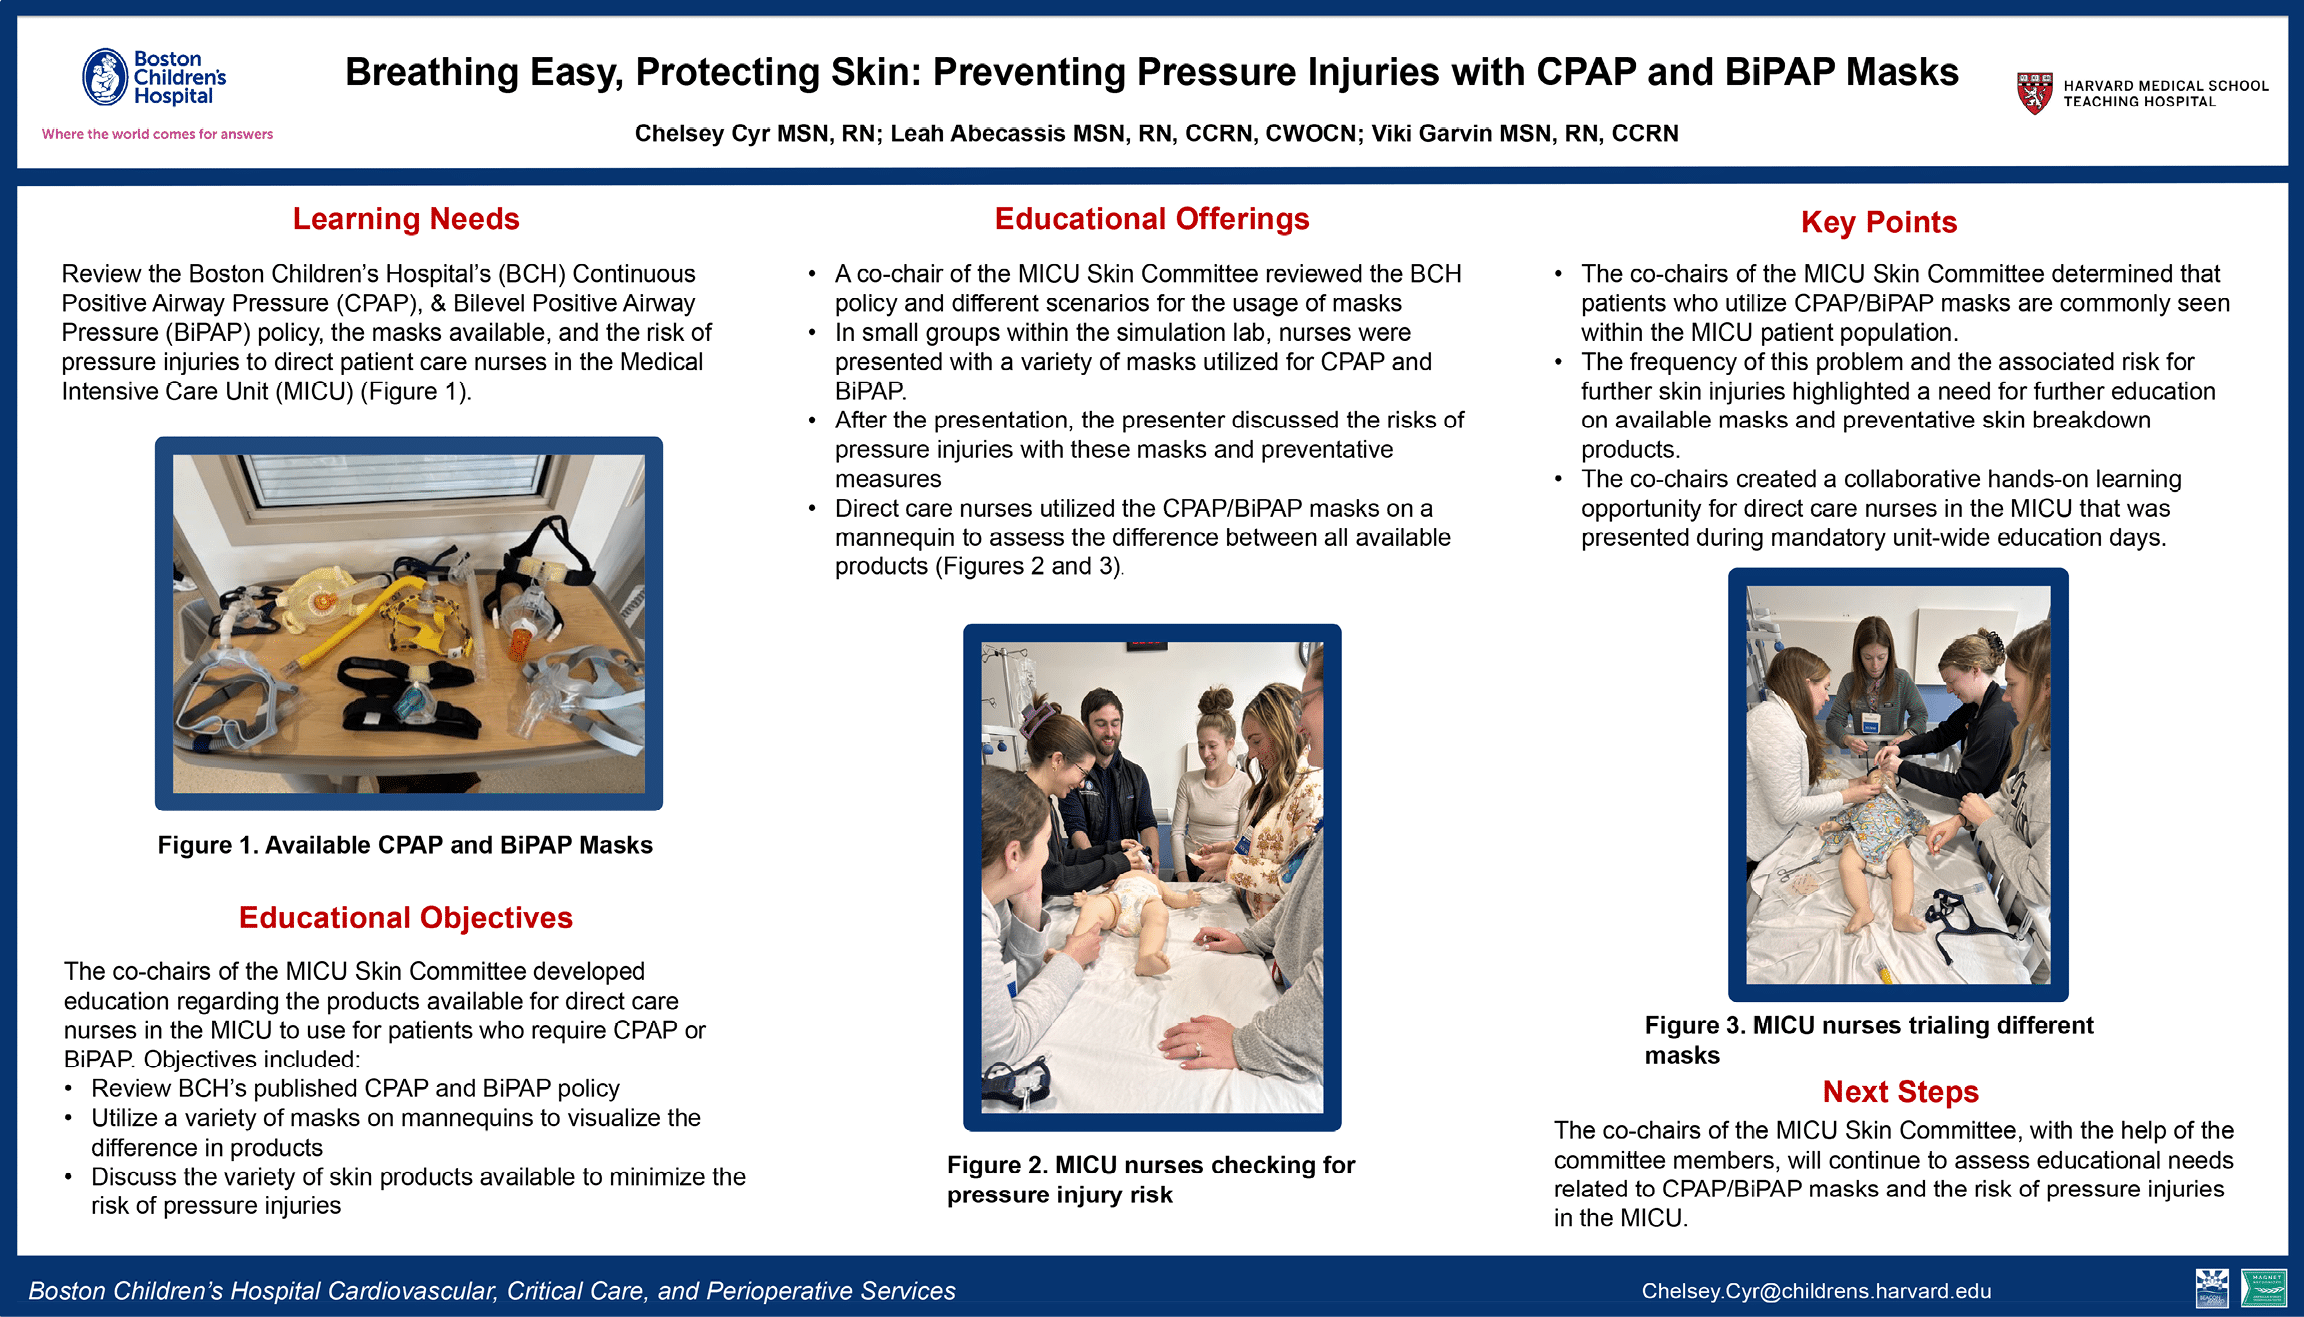 Boston
Children's
Hospital
Where the world comes for answers
Breathing Easy, Protecting Skin: Preventing Pressure Injuries with CPAP and BiPAP Masks
Chelsey Cyr MSN, RN; Leah Abecassis MSN, RN, CCRN, CWOCN; Viki Garvin MSN, RN, CCRN
HARVARD MEDICAL SCHOOL
TEACHING HOSPITAL
Learning Needs
Review the Boston Children’s Hospital’s (BCH) Continuous
Positive Airway Pressure (CPAP), & Bilevel Positive Airway
Pressure (BiPAP) policy, the masks available, and the risk of
pressure injuries to direct patient care nurses in the Medical
Intensive Care Unit (MICU) (Figure 1).
Figure 1. Available CPAP and BiPAP Masks
Educational Objectives
The co-chairs of the MICU Skin Committee developed
education regarding the products available for direct care
nurses in the MICU to use for patients who require CPAP or
BiPAP. Objectives included:
• Review BCH’s published CPAP and BiPAP policy
• Utilize a variety of masks on mannequins to visualize the
difference in products
• Discuss the variety of skin products available to minimize the
risk of pressure injuries
Educational Offerings
• A co-chair of the MICU Skin Committee reviewed the BCH
policy and different scenarios for the usage of masks
• In small groups within the simulation lab, nurses were
presented with a variety of masks utilized for CPAP and
BiPAP.
• After the presentation, the presenter discussed the risks of
pressure injuries with these masks and preventative
measures
• Direct care nurses utilized the CPAP/BiPAP masks on a
mannequin to assess the difference between all available
products (Figures 2 and 3).
Figure 2. MICU nurses checking for
pressure injury risk
Key Points
• The co-chairs of the MICU Skin Committee determined that
patients who utilize CPAP/BiPAP masks are commonly seen
within the MICU patient population.
• The frequency of this problem and the associated risk for
further skin injuries highlighted a need for further education
on available masks and preventative skin breakdown
products.
• The co-chairs created a collaborative hands-on learning
opportunity for direct care nurses in the MICU that was
presented during mandatory unit-wide education days.
Figure 3. MICU nurses trialing different
masks
Next Steps
The co-chairs of the MICU Skin Committee, with the help of the
committee members, will continue to assess educational needs
related to CPAP/BiPAP masks and the risk of pressure injuries
in the MICU.
Boston Children’s Hospital Cardiovascular, Critical Care, and Perioperative Services
Chelsey.Cyr@childrens.harvard.edu
BEACON
MAGNET
RECOGNIZED